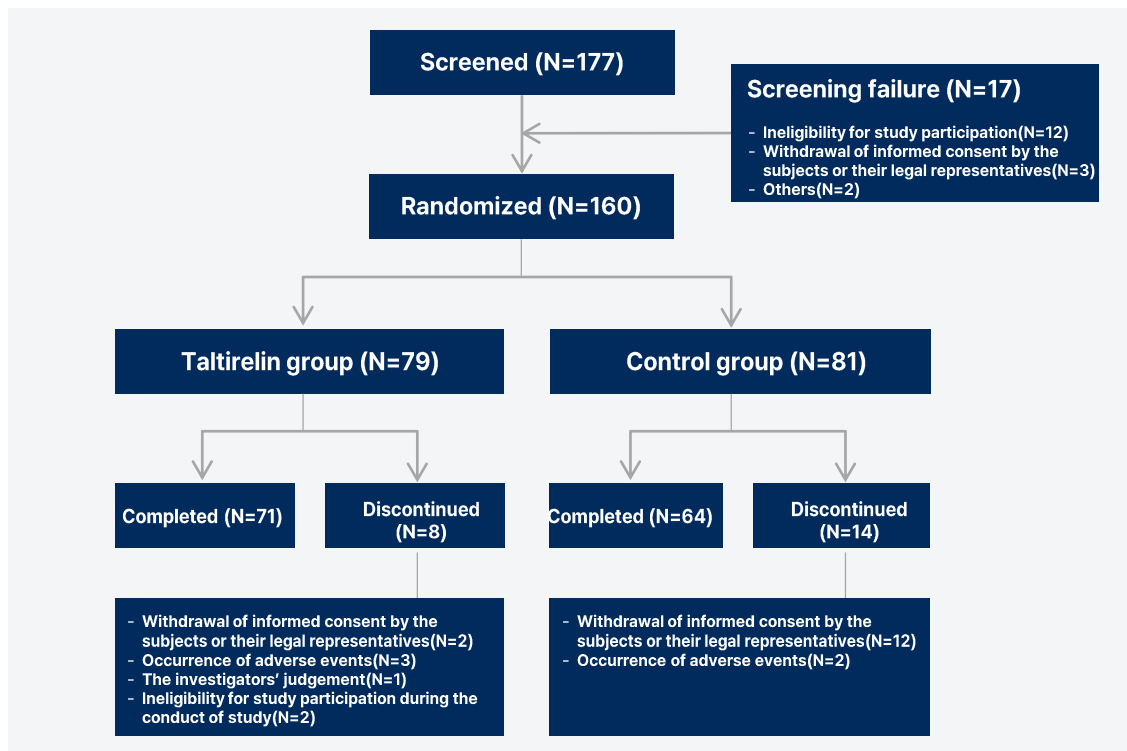 Screened (N=177)
Screening failure (N=17)
- Ineligibility for study participation(N=12)
- Withdrawal of informed consent by the
subjects or their legal representatives(N=3)
- Others(N=2)
Randomized (N=160)
Taltirelin group (N=79)
Control group (N=81)
Completed (N=71)
Discontinued
(N=8)
Completed (N=64)
Discontinued
(N=14)
- Withdrawal of informed consent by the
subjects or their legal representatives(N=2)
- Occurrence of adverse events(N=3)
- The investigators’ judgement(N=1)
- Ineligibility for study participation during the
conduct of study(N=2)
- Withdrawal of informed consent by the
subjects or their legal representatives(N=12)
- Occurrence of adverse events(N=2)